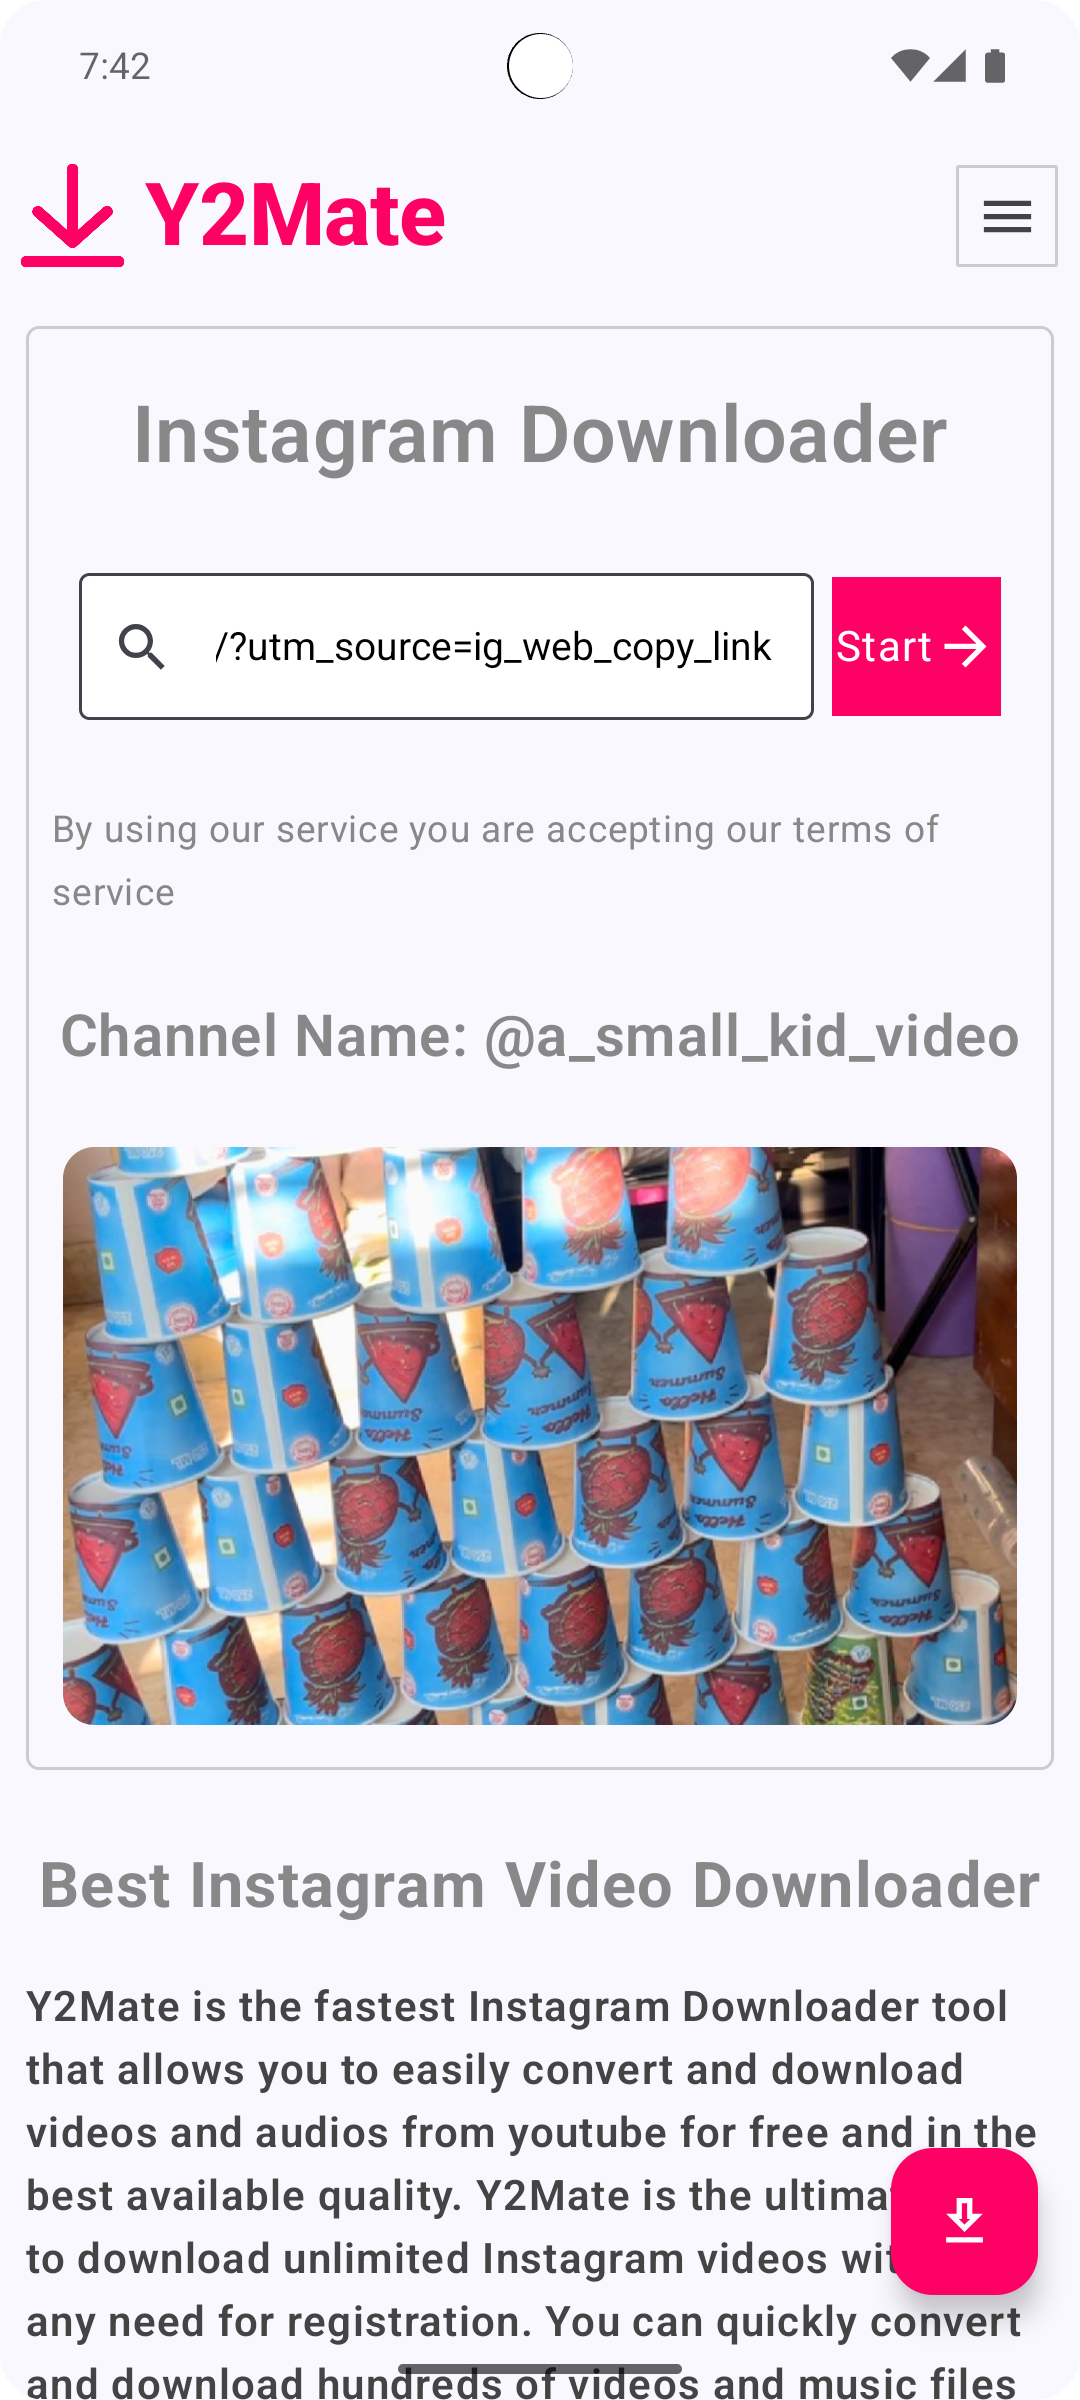 7:42
Y2Mate
Instagram Downloader
/?utm_source=ig_web_copy_link
Start
By using our service you are accepting our terms of
service
Channel Name: @a_small_kid_video
Hello
Summer
Best Instagram Video Downloader
Y2Mate is the fastest Instagram Downloader tool
that allows you to easily convert and download
videos and audios from youtube for free and in the
best available quality. Y2Mate is the
to download unlimited Instagram videos
any need for registration. You can quickly convert
and download hundreds of videos and music files